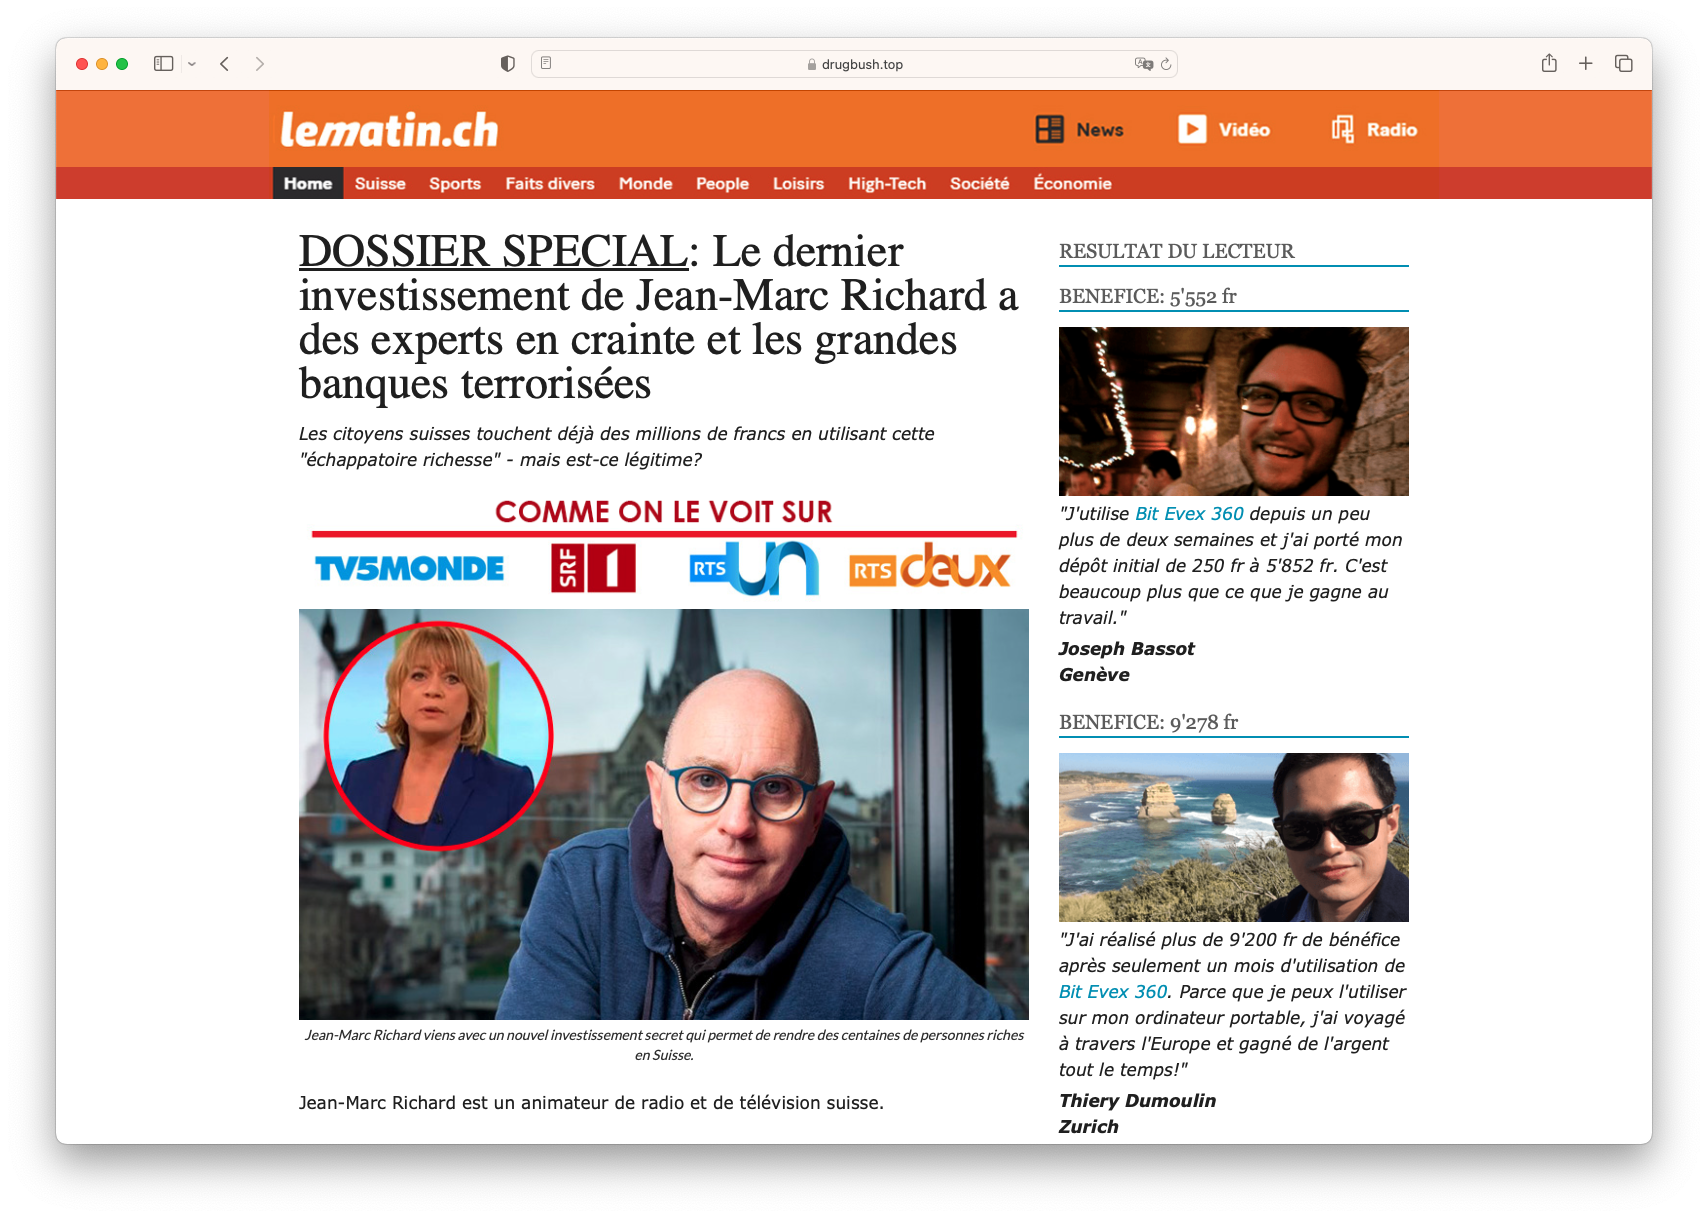 drugbush.top
lematin.ch
News
Vidéo
Radio
Home
Suisse
Sports
Faits divers
Monde
People
Loisirs
High-Tech
Société
Économie
DOSSIER SPECIAL: Le dernier
investissement de Jean-Marc Richard a
des experts en crainte et les grandes
banques terrorisées
Les citoyens suisses touchent déjà des millions de francs en utilisant cette
"échappatoire richesse" - mais est-ce légitime?
COMME ON LE VOIT SUR
TV5MONDE
SRF 1
RTS UN
RTS deux
Jean-Marc Richard viens avec un nouvel investissement secret qui permet de rendre des centaines de personnes riches
en Suisse.
Jean-Marc Richard est un animateur de radio et de télévision suisse.
RESULTAT DU LECTEUR
BENEFICE: 5'552 fr
"J'utilise Bit Evex 360 depuis un peu
plus de deux semaines et j'ai porté mon
dépôt initial de 250 fr à 5'852 fr. C'est
beaucoup plus que ce que je gagne au
travail."
Joseph Bassot
Genève
BENEFICE: 9'278 fr
"J'ai réalisé plus de 9'200 fr de bénéfice
après seulement un mois d'utilisation de
Bit Evex 360. Parce que je peux l'utiliser
sur mon ordinateur portable, j'ai voyagé
à travers l'Europe et gagné de l'argent
tout le temps!"
Thiery Dumoulin
Zurich